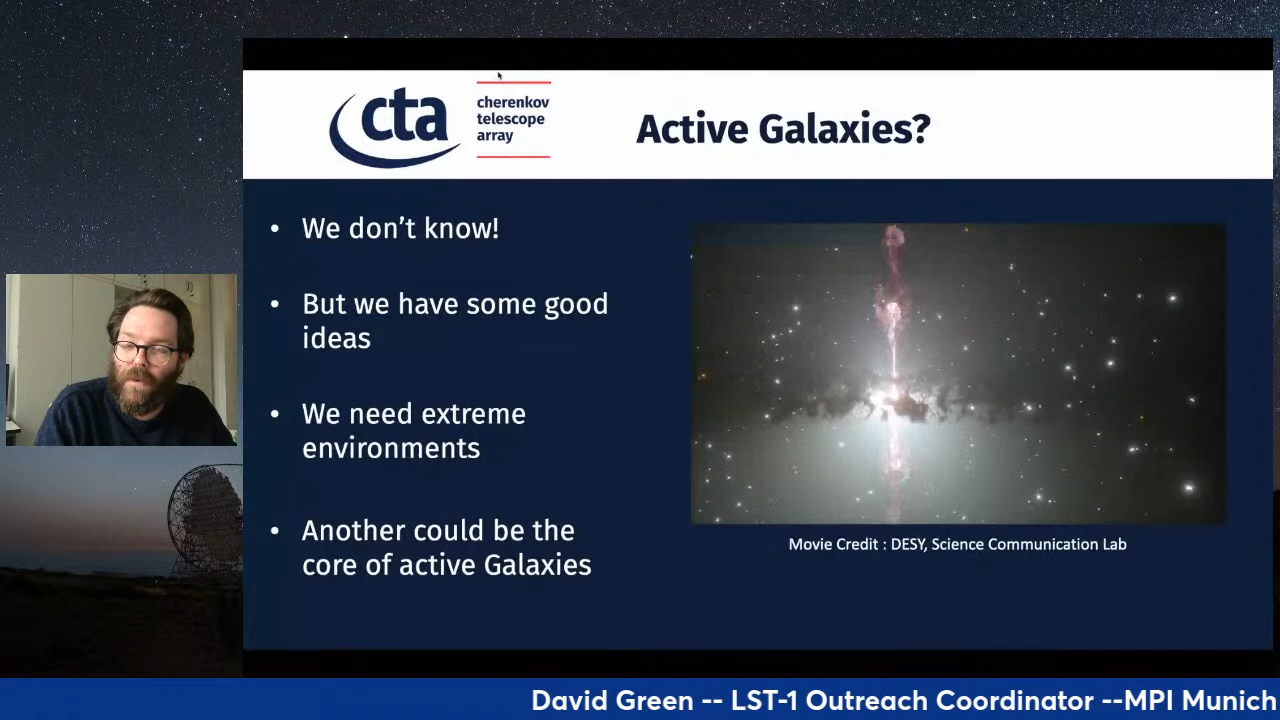 cta
cherenkov
telescope
array
Active Galaxies?
• We don’t know!
• But we have some good
ideas
• We need extreme
environments
• Another could be the
core of active Galaxies
Movie Credit : DESY, Science Communication Lab
David Green -- LST-1 Outreach Coordinator --MPI Munich